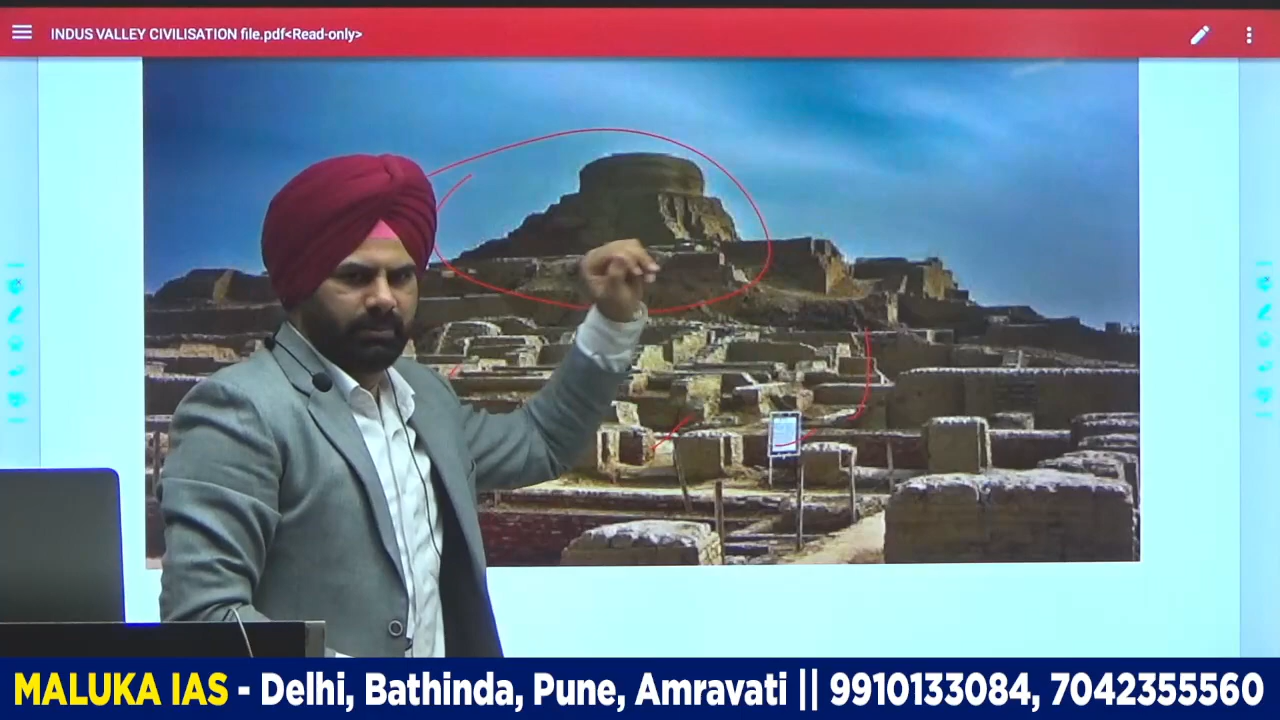 INDUS VALLEY CIVILISATION file.pdf<Read-only>
MALUKA IAS - Delhi, Bathinda, Pune, Amravati || 9910133084, 7042355560